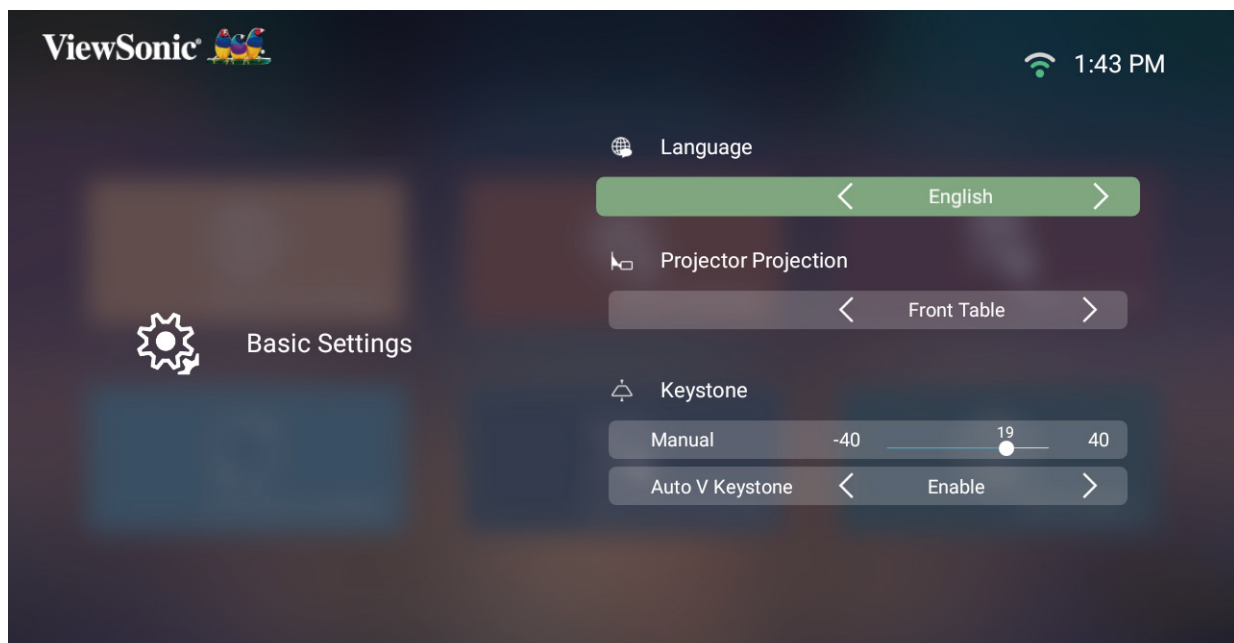 ViewSonic®
1:43 PM
Language
English
Projector Projection
Front Table
Basic Settings
Keystone
Manual -40 19 40
Auto V Keystone Enable